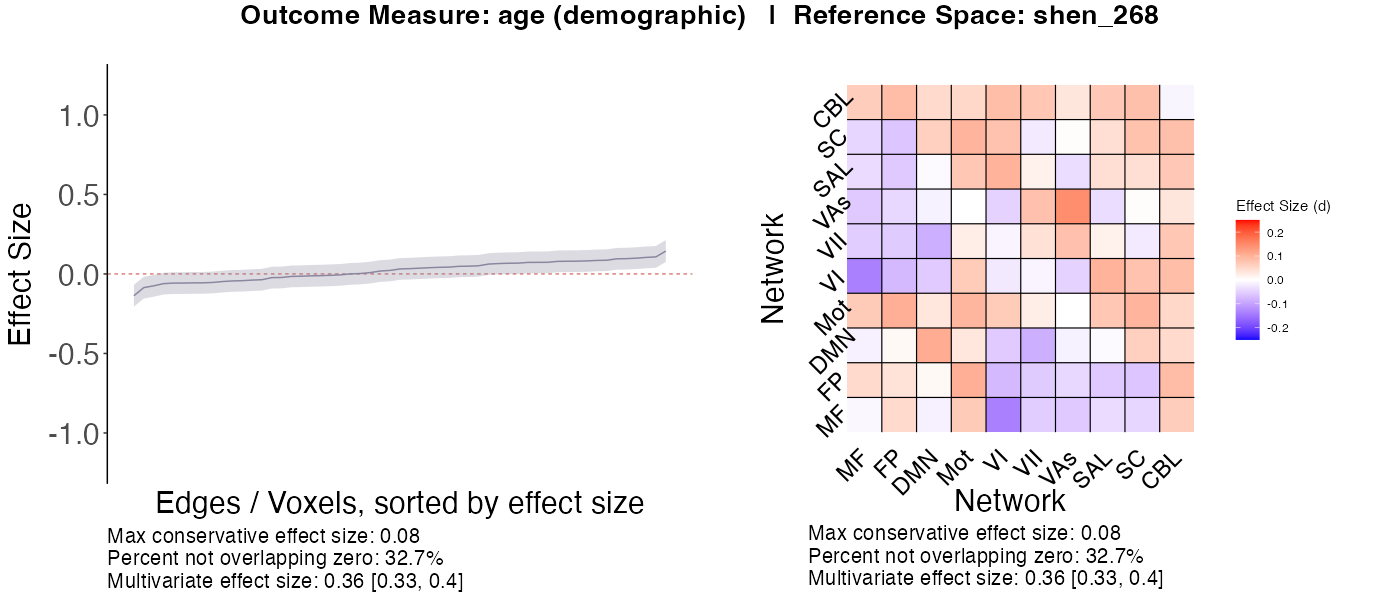 Outcome Measure: age (demographic) | Reference Space: shen_268
Effect Size
1.0
0.5
0.0
-0.5
-1.0
Edges / Voxels, sorted by effect size
Max conservative effect size: 0.08
Percent not overlapping zero: 32.7%
Multivariate effect size: 0.36 [0.33, 0.4]
Network
CBL
SC
SAL
VAs
VII
VI
Mot
DMN
FP
MF
MF FP DMN Mot VI VII VAs SAL SC CBL
Network
Max conservative effect size: 0.08
Percent not overlapping zero: 32.7%
Multivariate effect size: 0.36 [0.33, 0.4]
Effect Size (d)
0.2
0.1
0.0
-0.1
-0.2